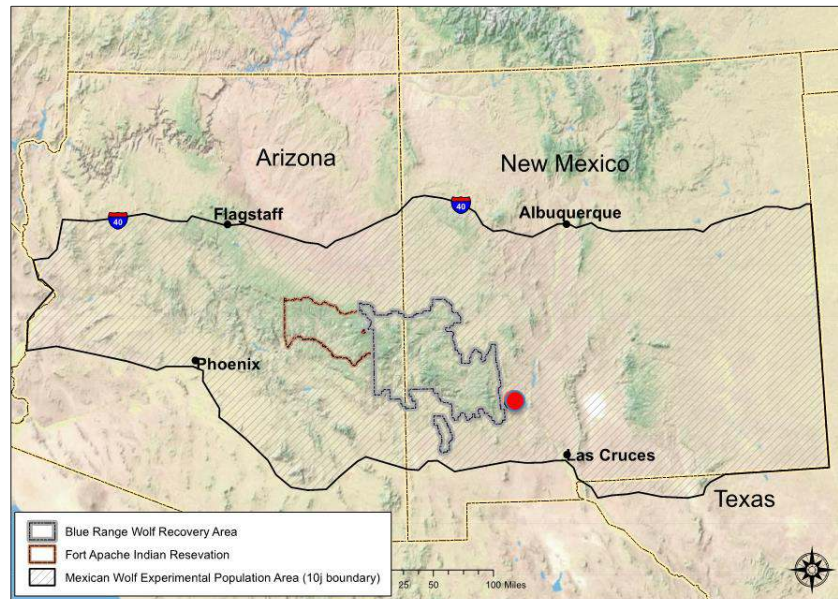 Arizona
New Mexico
40
Flagstaff
40
Albuquerque
Phoenix
Las Cruces
Texas
Blue Range Wolf Recovery Area
Fort Apache Indian Resevation
Mexican Wolf Experimental Population Area (10j boundary)
25 50 100 Miles